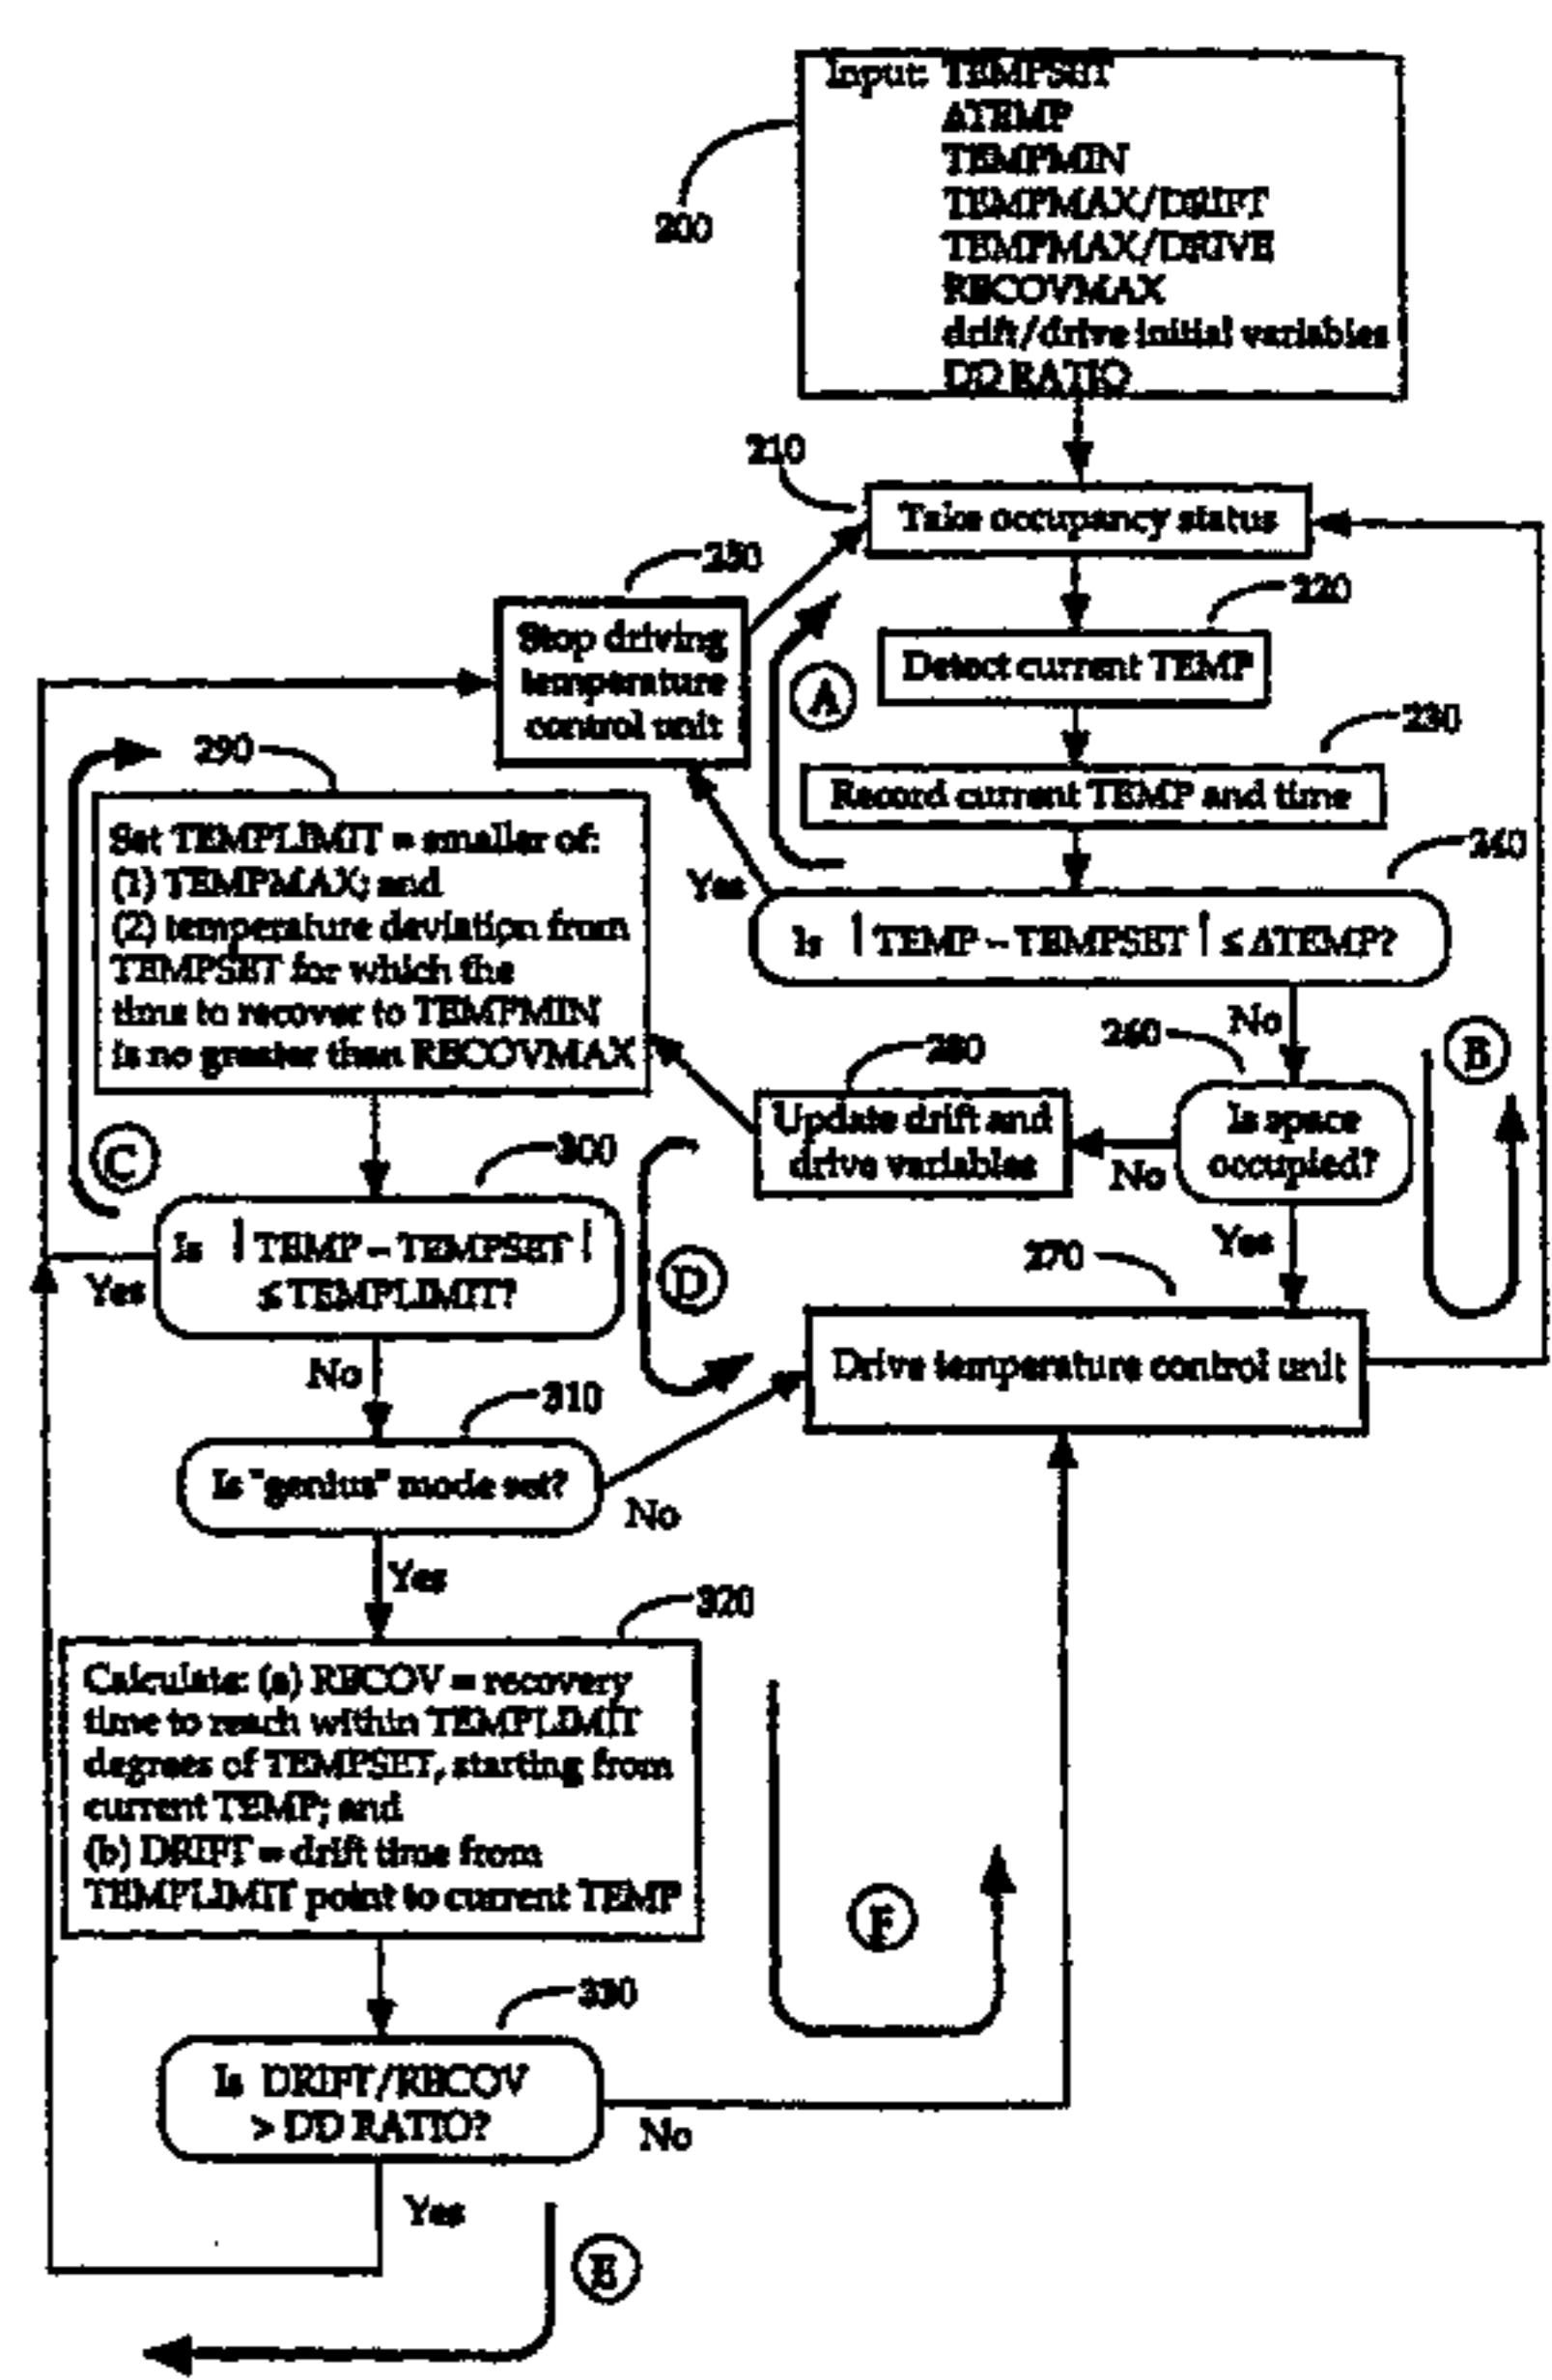 Input: TEMPSET
ΔTEMP
TEMPMIN
TEMPMAX/DRIFT
TEMPMAX/DRIVE
RECOVMAX
drift/drive initial variables
DD RATIO
200
210
Take occupancy status
250
Stop driving
temperature
control unit
220
Detect current TEMP
A
230
Record current TEMP and time
290
Set TEMPLIMIT = smaller of:
(1) TEMPMAX; and
(2) temperature deviation from
TEMPSET for which the
time to recover to TEMPMIN
is no greater than RECOVMAX
240
Yes
Is | TEMP – TEMPSET | ≤ ΔTEMP?
No
260
B
280
Update drift and
drive variables
Is space
occupied?
No
Yes
C
300
Is | TEMP – TEMPSET |
≤ TEMPLIMIT?
Yes
D
270
Drive temperature control unit
No
310
Is "genius" mode set?
No
Yes
320
Calculate: (a) RECOV = recovery
time to reach within TEMPLIMIT
degrees of TEMPSET, starting from
current TEMP; and
(b) DRIFT = drift time from
TEMPLIMIT point to current TEMP
F
330
Is DRIFT/RECOV
> DD RATIO?
No
Yes
E